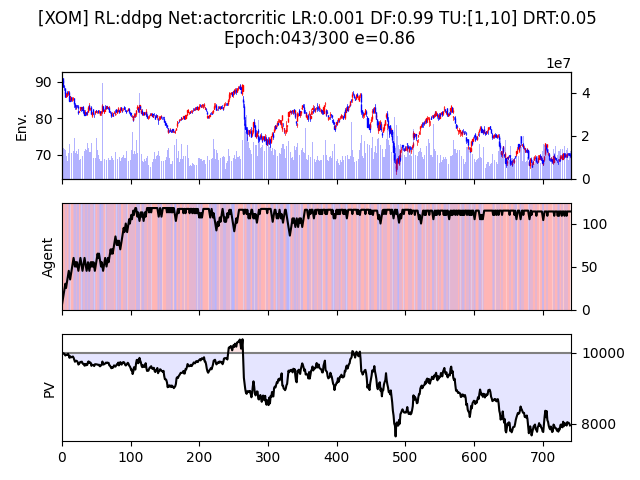 [XOM] RL:ddpg Net:actorcritic LR:0.001 DF:0.99 TU:[1,10] DRT:0.05
Epoch:043/300 e=0.86
1e7
90
80
70
Env.
4
2
0
Agent
100
50
0
PV
10000
8000
0 100 200 300 400 500 600 700